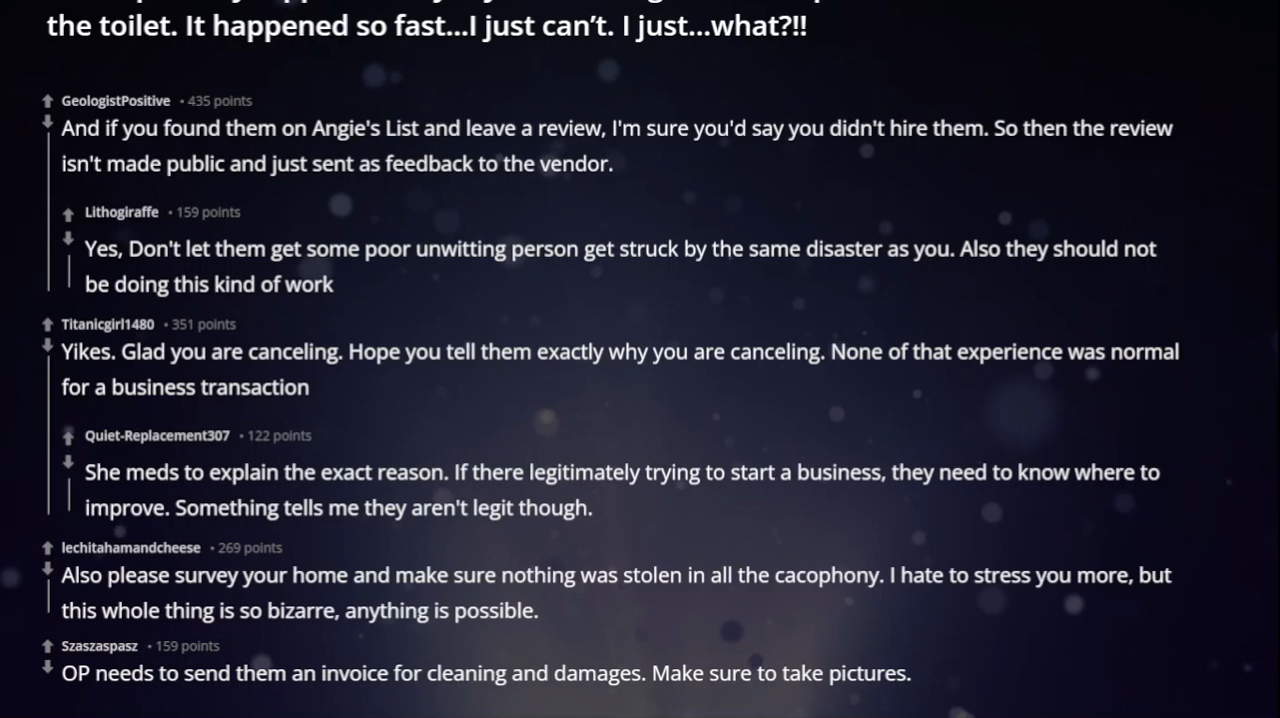 the toilet. It happened so fast...I just can't. I just...what?!!
GeologistPositive • 435 points
And if you found them on Angie's List and leave a review, I'm sure you'd say you didn't hire them. So then the review
isn't made public and just sent as feedback to the vendor.
Lithogiraffe • 159 points
Yes, Don't let them get some poor unwitting person get struck by the same disaster as you. Also they should not
be doing this kind of work
Titanicgirl1480 • 351 points
Yikes. Glad you are canceling. Hope you tell them exactly why you are canceling. None of that experience was normal
for a business transaction
Quiet-Replacement307 • 122 points
She meds to explain the exact reason. If there legitimately trying to start a business, they need to know where to
improve. Something tells me they aren't legit though.
lechitahamandcheese • 269 points
Also please survey your home and make sure nothing was stolen in all the cacophony. I hate to stress you more, but
this whole thing is so bizarre, anything is possible.
Szaszaspasz • 159 points
OP needs to send them an invoice for cleaning and damages. Make sure to take pictures.